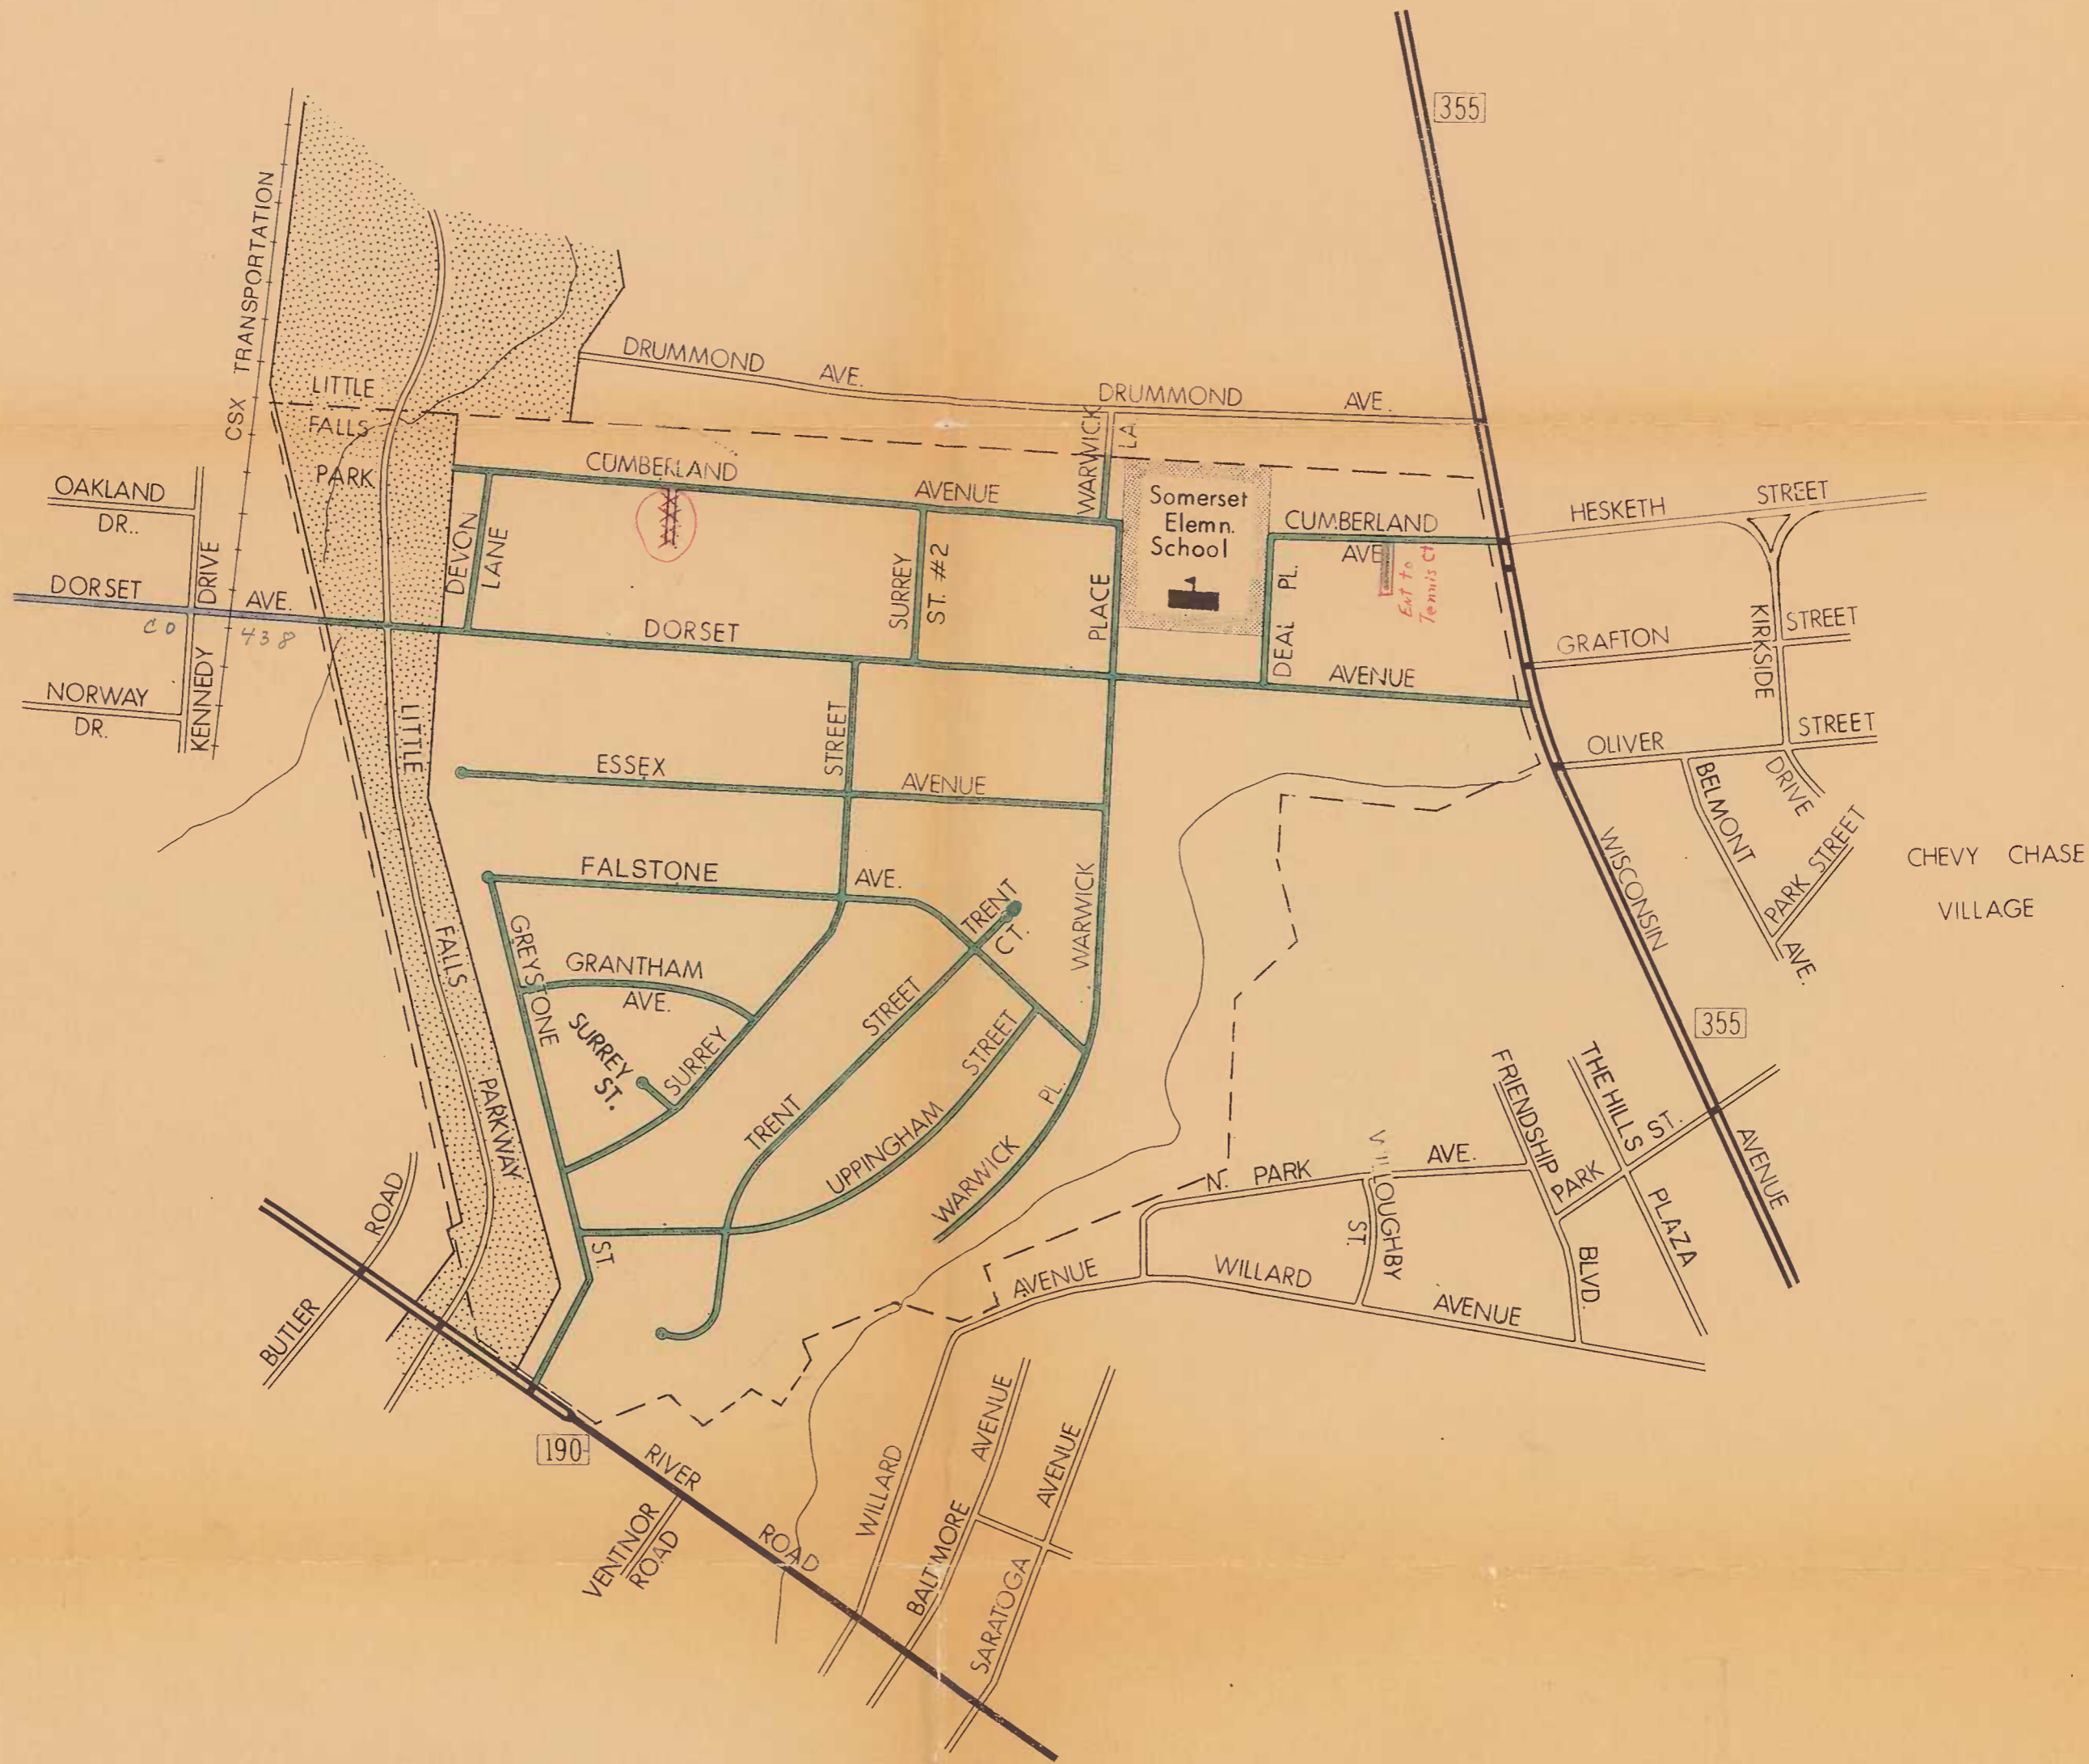 355
CSX TRANSPORTATION
DRUMMOND AVE.
DRUMMOND AVE.
LITTLE
FALLS
PARK
WARWICK
LA.
CUMBERLAND
AVENUE
OAKLAND
DR..
Somerset
Elemn.
School
CUMBERLAND
AVE
HESKETH STREET
DEVON
LANE
SURREY
ST. #2
PLACE
DEAL PL.
Ent to
Tennis Ct
DORSET AVE.
KENNEDY DRIVE
CO 438
DORSET
AVENUE
GRAFTON
STREET
KIRKSIDE
DRIVE
NORWAY
DR.
LITTLE
FALLS
PARKWAY
STREET
ESSEX
AVENUE
OLIVER
STREET
BELMONT
AVE.
PARK STREET
CHEVY CHASE
VILLAGE
WISCONSIN
AVENUE
FALSTONE
AVE.
TRENT
CT.
WARWICK
GREYSTONE
ST.
GRANTHAM
AVE.
SURREY
ST.
SURREY
TRENT
STREET
UPPINGHAM
STREET
WARWICK
PL.
355
FRIENDSHIP
BLVD.
THE HILLS
PLAZA
PARK
ST.
N. PARK
AVE.
WILLOUGHBY
ST.
AVENUE
WILLARD
AVENUE
BUTLER
ROAD
190
RIVER
ROAD
VENTNOR
ROAD
WILLARD
BALTIMORE
AVENUE
SARATOGA
AVENUE